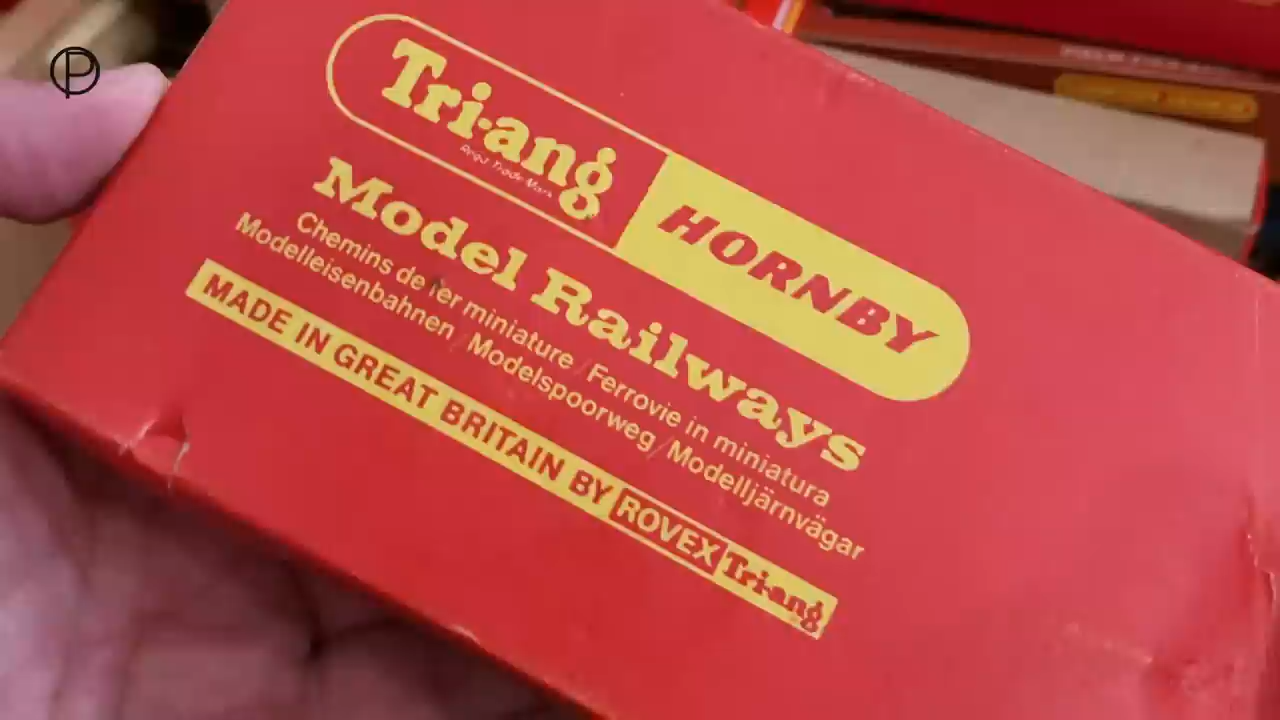 Tri-ang
Regd Trade Mark
HORNBY
Model Railways
Chemins de fer miniature / Ferrovie in miniatura
Modelleisenbahnen / Modelspoorweg / Modelljärnvägar
MADE IN GREAT BRITAIN BY ROVEX Tri-ang